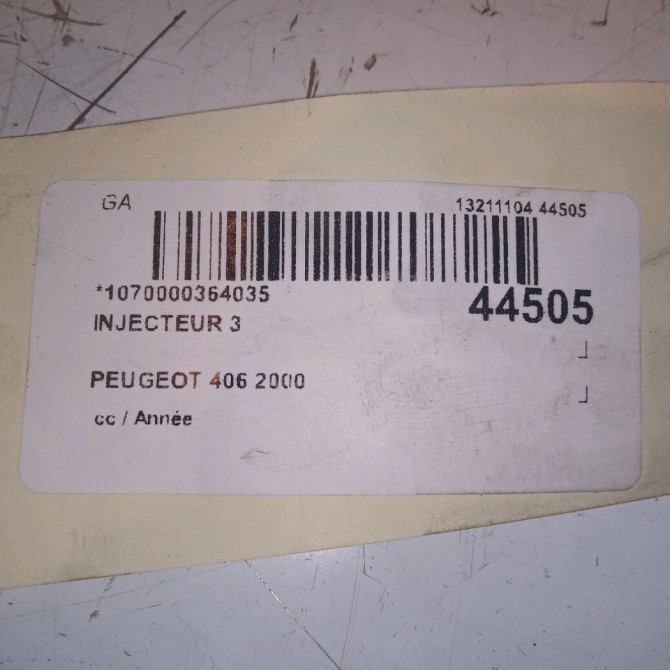 GA 13211104 44505
*1070000364035 44505
INJECTEUR 3
PEUGEOT 406 2000
cc / Année